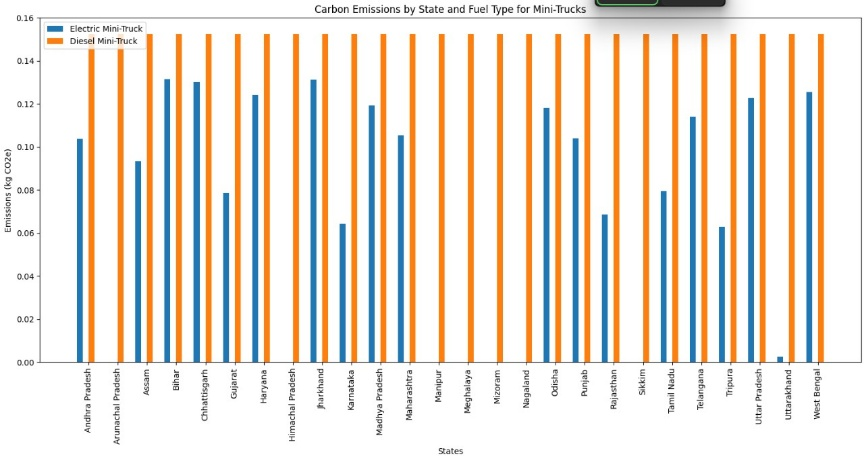 Carbon Emissions by State and Fuel Type for Mini-Trucks
Electric Mini-Truck
Diesel Mini-Truck
Emissions (kg CO2e)
0.16
0.14
0.12
0.10
0.08
0.06
0.04
0.02
0.00
Andhra Pradesh
Arunachal Pradesh
Assam
Bihar
Chhattisgarh
Gujarat
Haryana
Himachal Pradesh
Jharkhand
Karnataka
Madhya Pradesh
Maharashtra
Manipur
Meghalaya
Mizoram
Nagaland
Odisha
Punjab
Rajasthan
Sikkim
Tamil Nadu
Telangana
Tripura
Uttar Pradesh
Uttarakhand
West Bengal
States